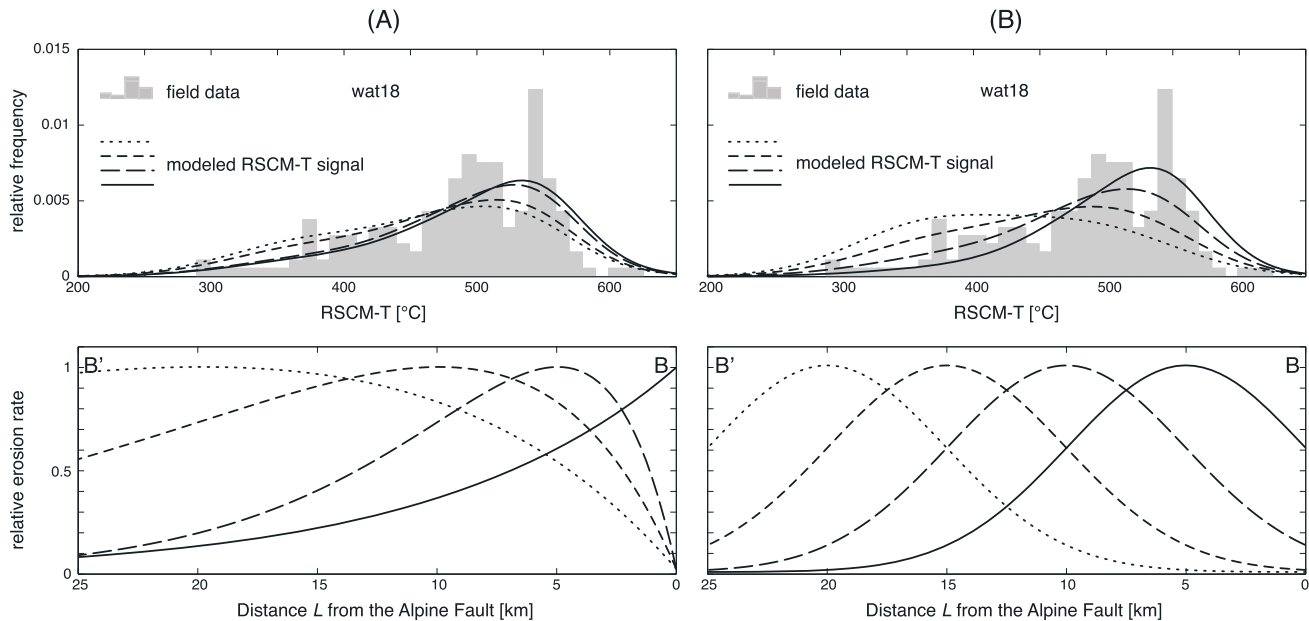 (A)
(B)
0.015
0.01
0.005
0
relative frequency
field data
wat18
modeled RSCM-T signal
200 300 400 500 600
RSCM-T [°C]
field data
wat18
modeled RSCM-T signal
200 300 400 500 600
RSCM-T [°C]
1
0.5
0
relative erosion rate
B’ B
25 20 15 10 5 0
Distance L from the Alpine Fault [km]
B’ B
25 20 15 10 5 0
Distance L from the Alpine Fault [km]